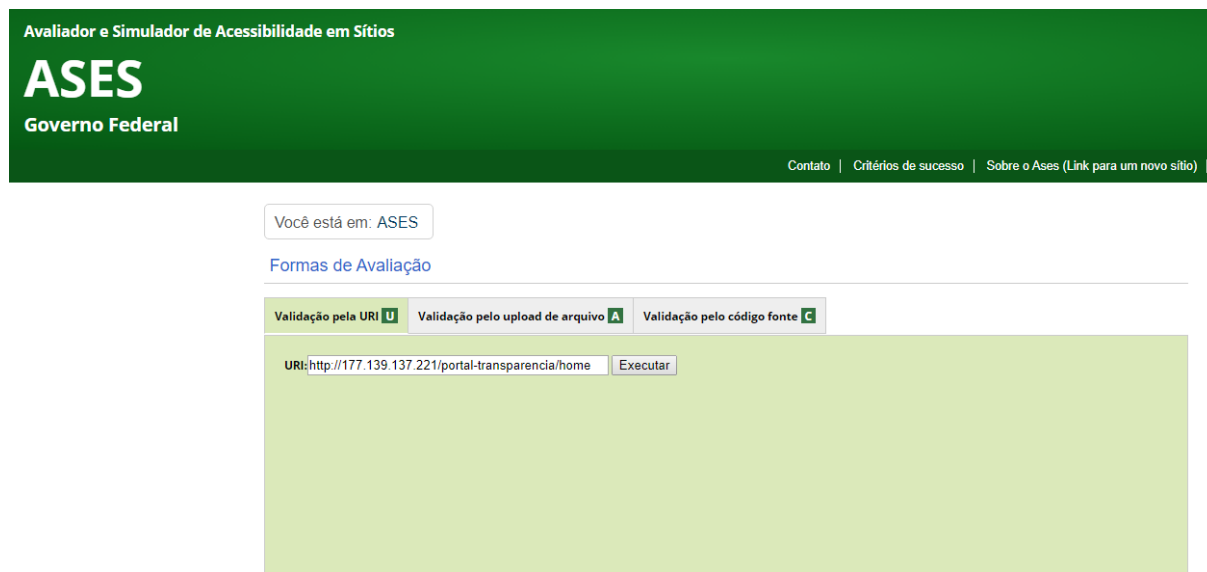 Avaliador e Simulador de Acessibilidade em Sítios
ASES
Governo Federal
Contato | Critérios de sucesso | Sobre o Ases (Link para um novo sítio) |
Você está em: ASES
Formas de Avaliação
Validação pela URI U Validação pelo upload de arquivo A Validação pelo código fonte C
URI: http://177.139.137.221/portal-transparencia/home Executar